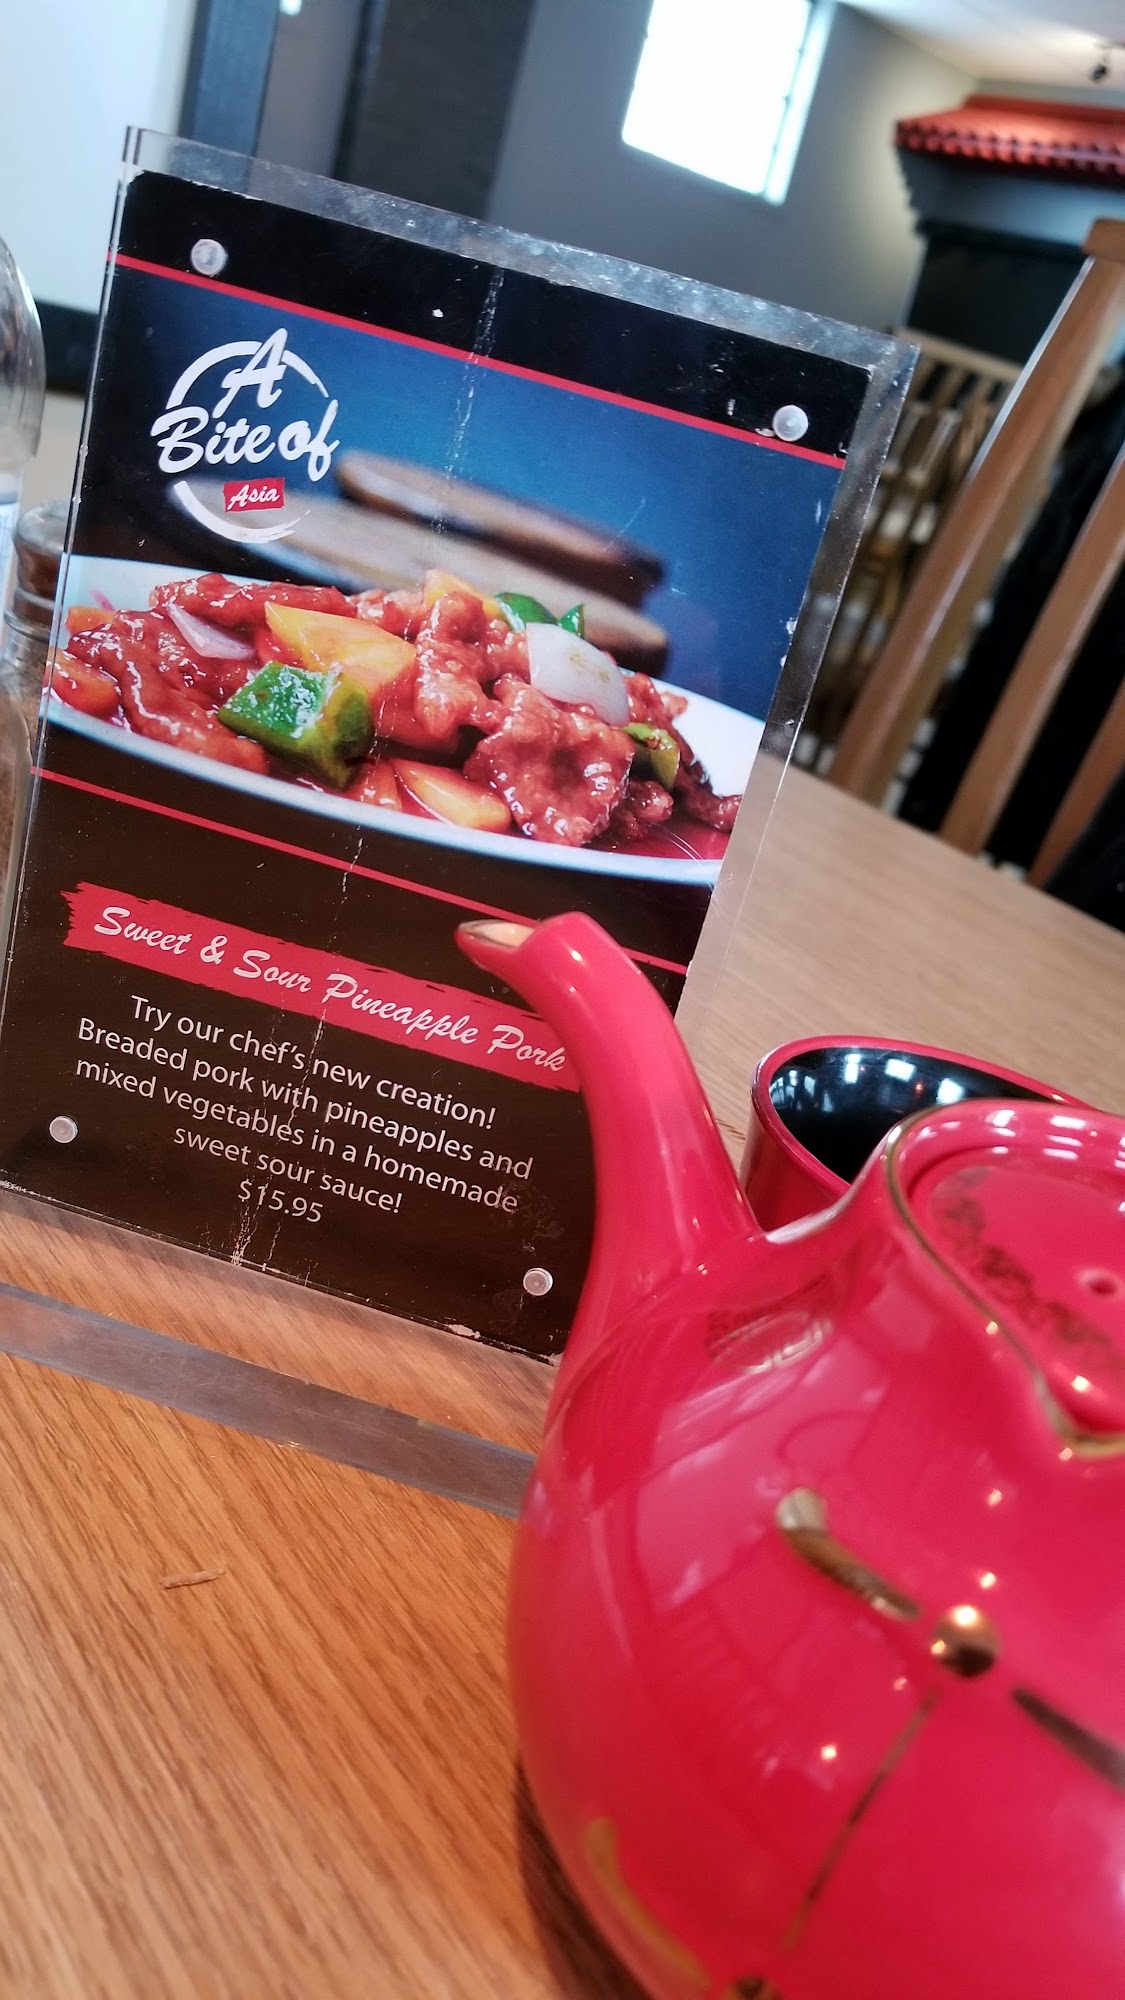 A
Bite of
Asia
Sweet & Sour Pineapple Pork
Try our chef's new creation!
Breaded pork with pineapples and
mixed vegetables in a homemade
sweet sour sauce!
$15.95